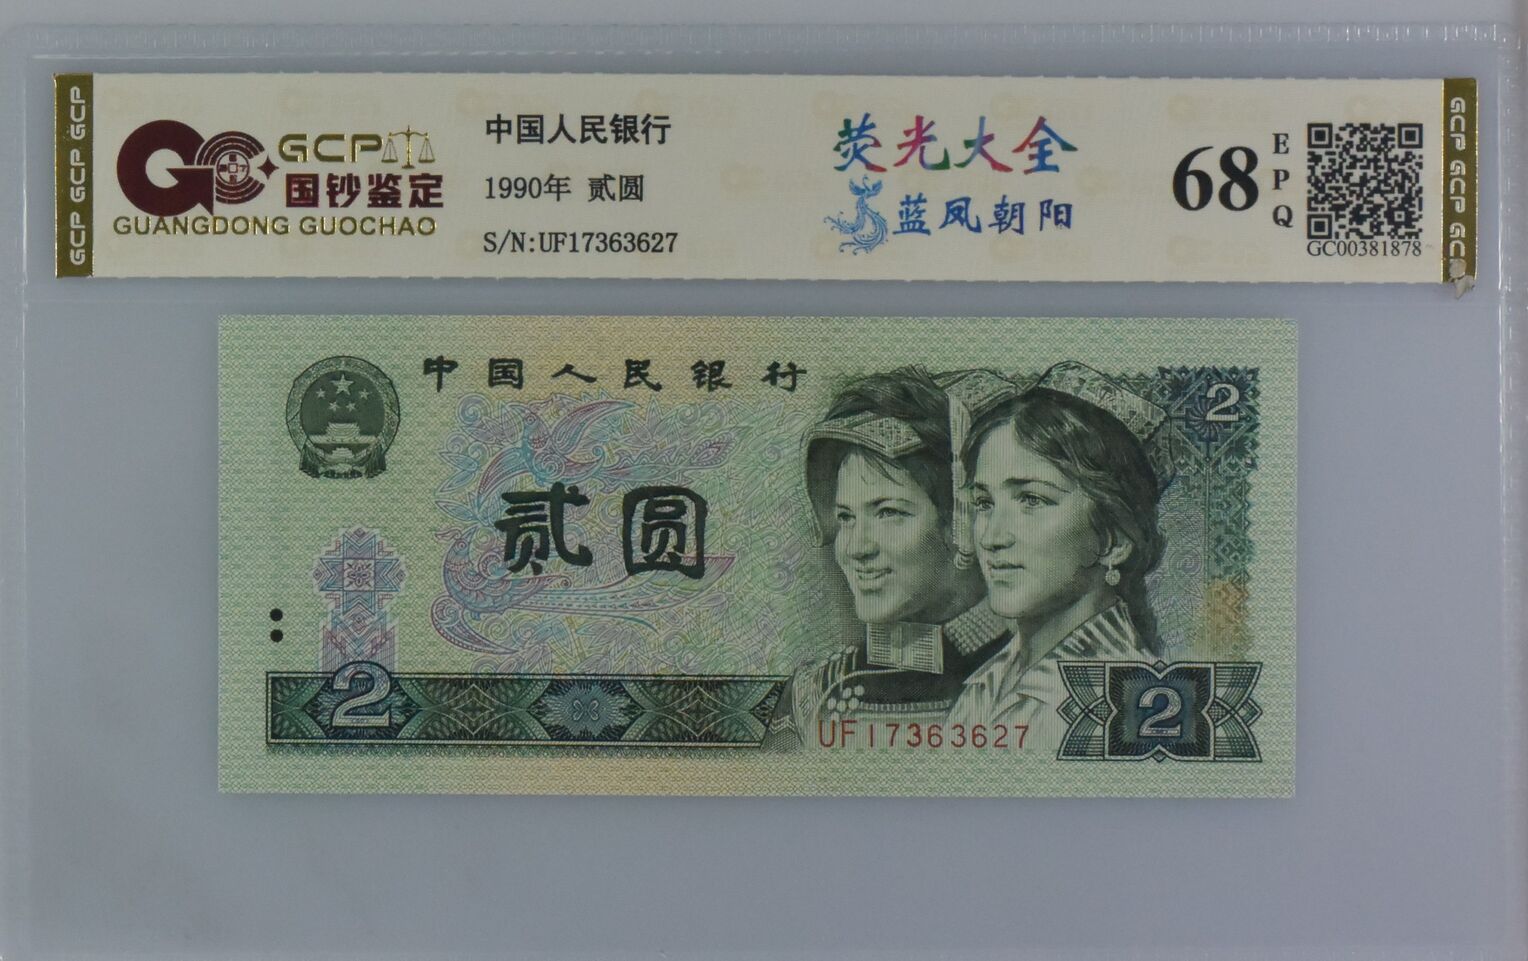 GCP GCP GCP
GCP
国钞鉴定
GUANGDONG GUOCHAO
中国人民银行
1990年 贰圆
S/N:UF17363627
荧光大全
蓝凤朝阳
68
EPQ
GC00381878
GCP GCP GCP
中国人民银行
贰圆
2
2
2
UF17363627